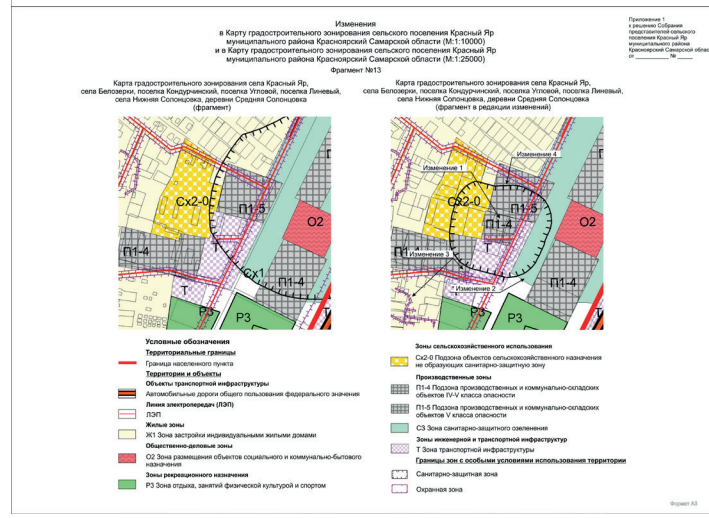 Приложение 1
к решению Собрания
представителей сельского
поселения Красный Яр
муниципального района
Красноярский Самарской области
от ____________ № _____
Изменения
в Карту градостроительного зонирования сельского поселения Красный Яр
муниципального района Красноярский Самарской области (М:1:10000)
и в Карту градостроительного зонирования сельского поселения Красный Яр
муниципального района Красноярский Самарской области (М:1:25000)
Фрагмент №13
Карта градостроительного зонирования села Красный Яр,
села Белозерки, поселка Кондурчинский, поселка Угловой, поселка Линевый,
села Нижняя Солонцовка, деревни Средняя Солонцовка
(фрагмент)
Карта градостроительного зонирования села Красный Яр,
села Белозерки, поселка Кондурчинский, поселка Угловой, поселка Линевый,
села Нижняя Солонцовка, деревни Средняя Солонцовка
(фрагмент в редакции изменений)
Сх2-0
П1-5
О2
П1-4
Т
Сх1
П1-4
Т
Р3
Р3
Изменение 4
Изменение 1
Сх2-0
П1-5
П1-4
О2
П1-4
Изменение 3
П1-4
Т
Изменение 2
Р3
Р3
Условные обозначения
Территориальные границы
Граница населенного пункта
Территории и объекты
Объекты транспортной инфраструктуры
Автомобильные дороги общего пользования федерального значения
Линия электропередач (ЛЭП)
ЛЭП
Жилые зоны
Ж1 Зона застройки индивидуальными жилыми домами
Общественно-деловые зоны
О2 Зона размещения объектов социального и коммунально-бытового
назначения
Зоны рекреационного назначения
Р3 Зона отдыха, занятий физической культурой и спортом
Зоны сельскохозяйственного использования
Сх2-0 Подзона объектов сельскохозяйственного назначения
не образующих санитарно-защитную зону
Производственные зоны
П1-4 Подзона производственных и коммунально-складских
объектов IV-V класса опасности
П1-5 Подзона производственных и коммунально-складских
объектов V класса опасности
С3 Зона санитарно-защитного озеленения
Зоны инженерной и транспортной инфраструктур
Т Зона транспортной инфраструктуры
Границы зон с особыми условиями использования территории
Санитарно-защитная зона
Охранная зона
Формат А3